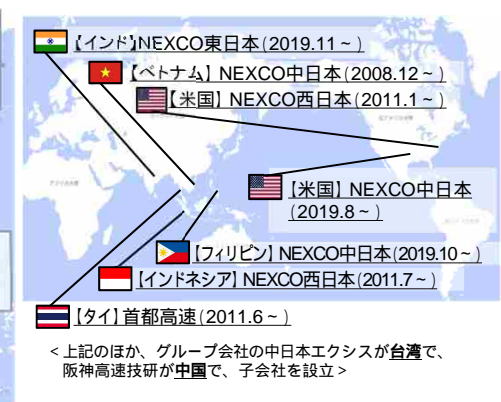 【インド】NEXCO東日本(2019.11~)
【ベトナム】NEXCO中日本(2008.12~)
【米国】NEXCO西日本(2011.1~)
【米国】NEXCO中日本
(2019.8~)
【フィリピン】NEXCO中日本(2019.10~)
【インドネシア】NEXCO西日本(2011.7~)
【タイ】首都高速(2011.6~)
<上記のほか、グループ会社の中日本エクシスが台湾で、
阪神高速技研が中国で、子会社を設立>